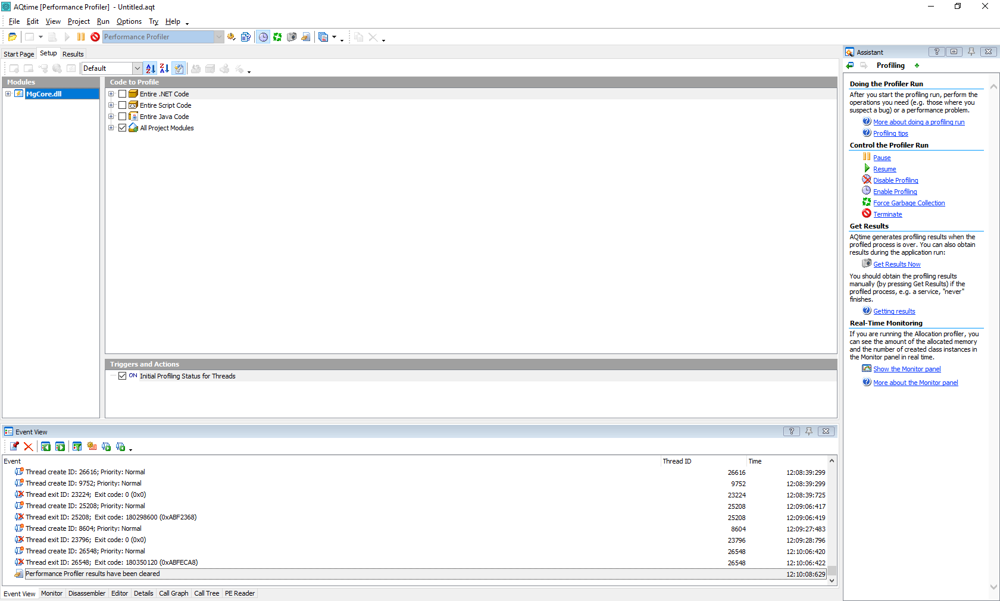 AQtime [Performance Profiler] - Untitled.aqt
File Edit View Project Run Options Try Help
Performance Profiler
Start Page Setup Results
Default
Modules
MgCore.dll
Code to Profile
Entire .NET Code
Entire Script Code
Entire Java Code
All Project Modules
Triggers and Actions
ON Initial Profiling Status for Threads
Event View
Event Thread ID Time
Thread create ID: 26616; Priority: Normal 26616 12:08:39:299
Thread create ID: 9752; Priority: Normal 9752 12:08:39:299
Thread exit ID: 23224; Exit code: 0 (0x0) 23224 12:08:39:725
Thread create ID: 25208; Priority: Normal 25208 12:09:06:417
Thread exit ID: 25208; Exit code: 180298600 (0xABF2368) 25208 12:09:06:419
Thread create ID: 8604; Priority: Normal 8604 12:09:27:483
Thread exit ID: 23796; Exit code: 0 (0x0) 23796 12:09:28:796
Thread create ID: 26548; Priority: Normal 26548 12:10:06:420
Thread exit ID: 26548; Exit code: 180350120 (0xABFECA8) 26548 12:10:06:422
Performance Profiler results have been cleared 12:10:08:629
Event View Monitor Disassembler Editor Details Call Graph Call Tree PE Reader
Assistant
Profiling
Doing the Profiler Run
After you start the profiling run, perform the
operations you need (e.g. those where you
suspect a bug) or a performance problem.
More about doing a profiling run
Profiling tips
Control the Profiler Run
Pause
Resume
Disable Profiling
Enable Profiling
Force Garbage Collection
Terminate
Get Results
AQtime generates profiling results when the
profiled process is over. You can also obtain
results during the application run:
Get Results Now
You should obtain the profiling results
manually (by pressing Get Results) if the
profiled process, e.g. a service, "never"
finishes.
Getting results
Real-Time Monitoring
If you are running the Allocation profiler, you
can see the amount of the allocated memory
and the number of created class instances in
the Monitor panel in real time.
Show the Monitor panel
More about the Monitor panel